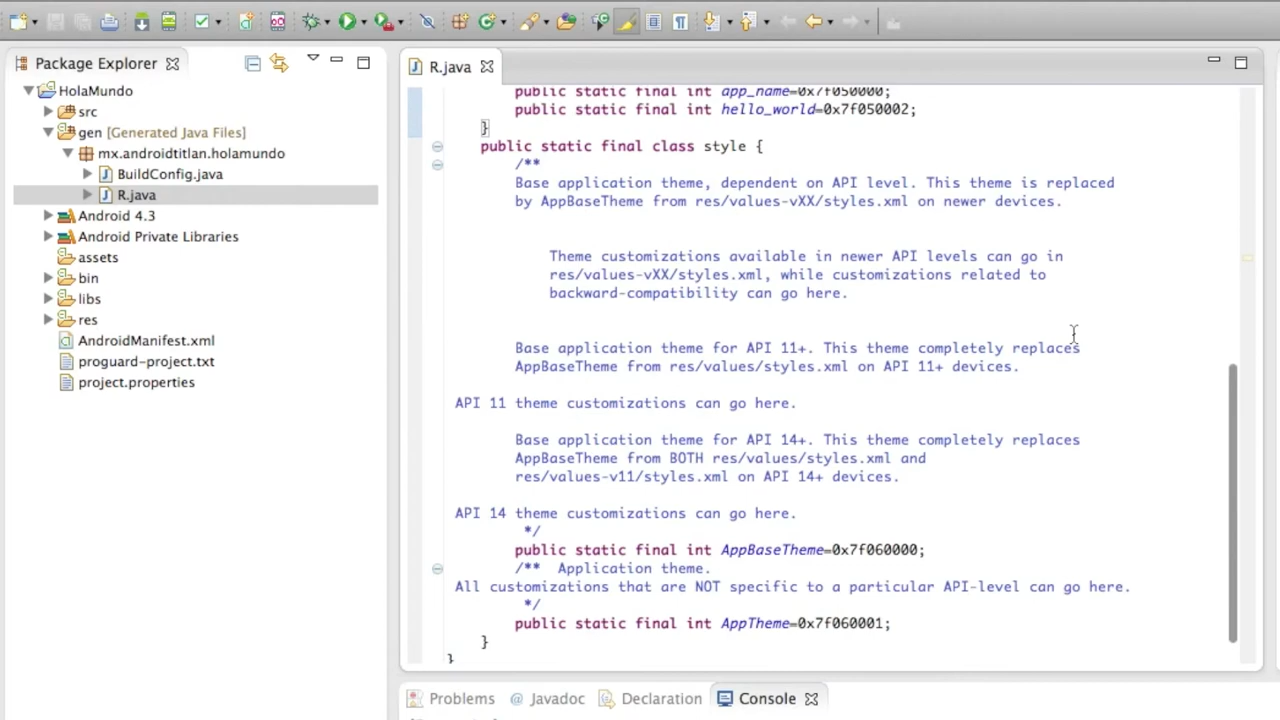 Package Explorer
HolaMundo
src
gen [Generated Java Files]
mx.androidtitlan.holamundo
BuildConfig.java
R.java
Android 4.3
Android Private Libraries
assets
bin
libs
res
AndroidManifest.xml
proguard-project.txt
project.properties
R.java
public static final int app_name=0x7f050000;
public static final int hello_world=0x7f050002;
}
public static final class style {
/**
Base application theme, dependent on API level. This theme is replaced
by AppBaseTheme from res/values-vXX/styles.xml on newer devices.
Theme customizations available in newer API levels can go in
res/values-vXX/styles.xml, while customizations related to
backward-compatibility can go here.
Base application theme for API 11+. This theme completely replaces
AppBaseTheme from res/values/styles.xml on API 11+ devices.
API 11 theme customizations can go here.
Base application theme for API 14+. This theme completely replaces
AppBaseTheme from BOTH res/values/styles.xml and
res/values-v11/styles.xml on API 14+ devices.
API 14 theme customizations can go here.
*/
public static final int AppBaseTheme=0x7f060000;
/**  Application theme.
All customizations that are NOT specific to a particular API-level can go here.
*/
public static final int AppTheme=0x7f060001;
}
}
Problems @ Javadoc Declaration Console